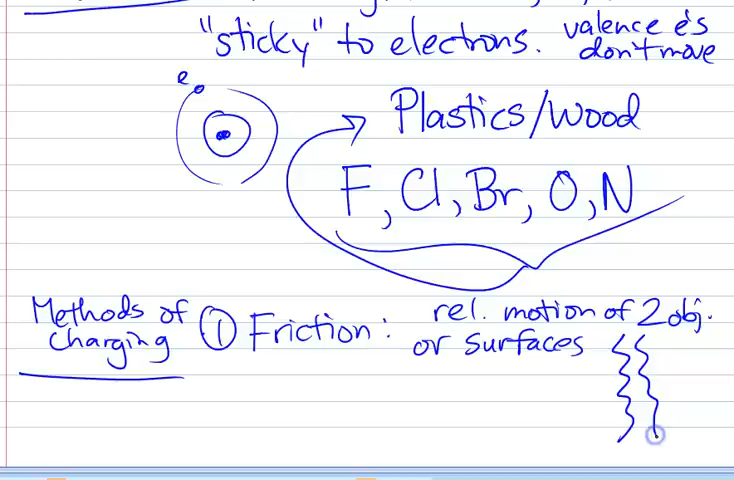 "sticky" to electrons. valence e's
don't move
e
Plastics/Wood
F, Cl, Br, O, N
Methods of
Charging
① Friction: rel. motion of 2 obj.
or surfaces